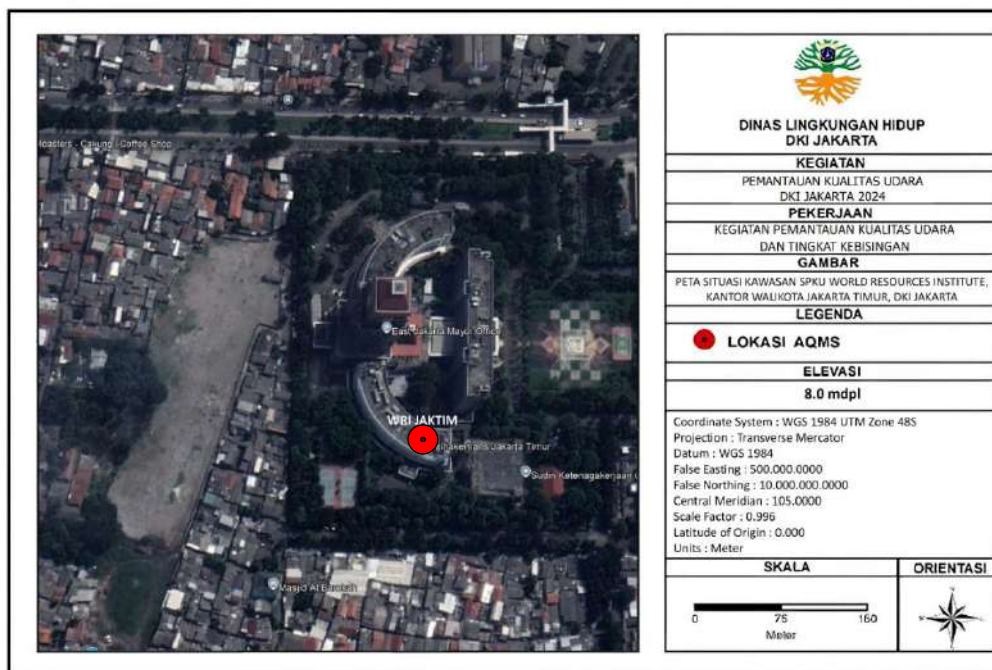 Roasters - Cakung | Coffee Shop
East Jakarta Mayor Office
WRI JAKTIM
Jakarta Timur
Sudin Ketenagakerjaan
Masjid Al
DINAS LINGKUNGAN HIDUP
DKI JAKARTA
KEGIATAN
PEMANTAUAN KUALITAS UDARA
DKI JAKARTA 2024
PEKERJAAN
KEGIATAN PEMANTAUAN KUALITAS UDARA
DAN TINGKAT KEBISINGAN
GAMBAR
PETA SITUASI KAWASAN SPKU WORLD RESOURCES INSTITUTE,
KANTOR WALIKOTA JAKARTA TIMUR, DKI JAKARTA
LEGENDA
LOKASI AQMS
ELEVASI
8.0 mdpl
Coordinate System : WGS 1984 UTM Zone 48S
Projection : Transverse Mercator
Datum : WGS 1984
False Easting : 500.000.0000
False Northing : 10.000.000.0000
Central Meridian : 105.0000
Scale Factor : 0.996
Latitude of Origin : 0.000
Units : Meter
SKALA
0 75 160
Meter
ORIENTASI